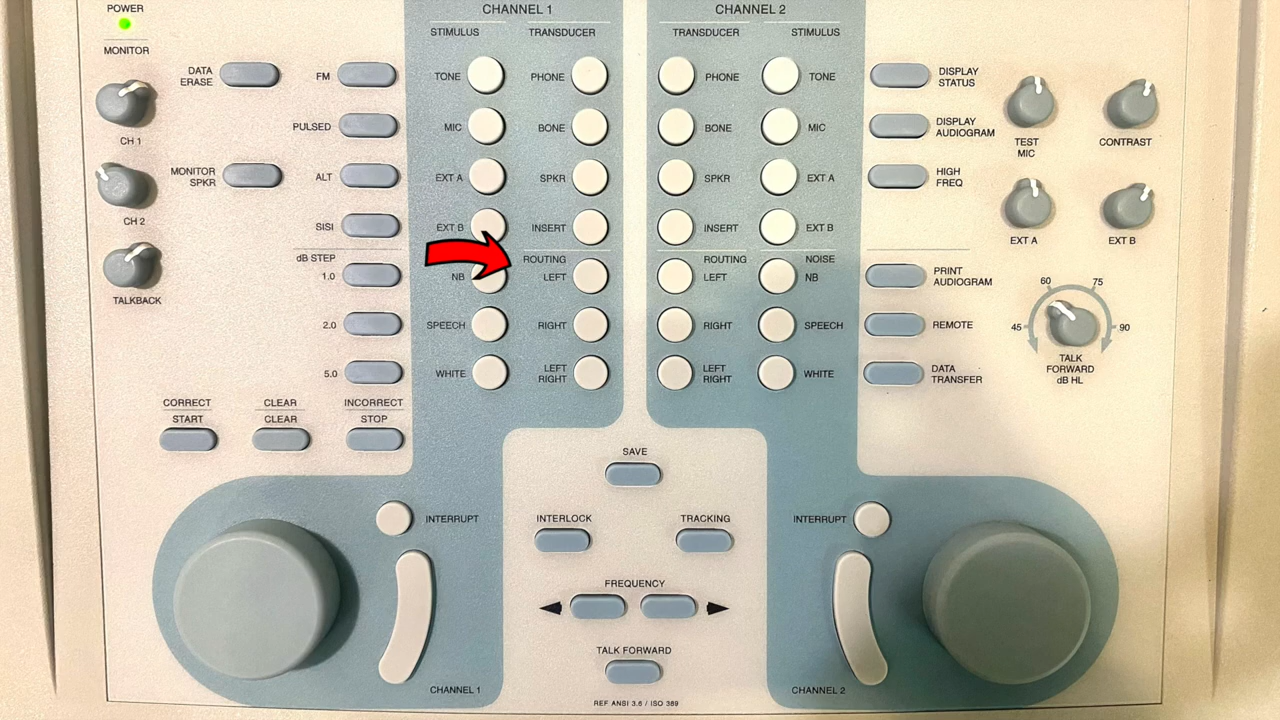 POWER
MONITOR
CH 1
CH 2
TALKBACK
DATA
ERASE
MONITOR
SPKR
FM
PULSED
ALT
SISI
dB STEP
1.0
2.0
5.0
CORRECT
START
CLEAR
CLEAR
INCORRECT
STOP
CHANNEL 1
STIMULUS
TONE
MIC
EXT A
EXT B
NB
SPEECH
WHITE
TRANSDUCER
PHONE
BONE
SPKR
INSERT
ROUTING
LEFT
RIGHT
LEFT
RIGHT
CHANNEL 2
TRANSDUCER
PHONE
BONE
SPKR
INSERT
ROUTING
LEFT
RIGHT
LEFT
RIGHT
STIMULUS
TONE
MIC
EXT A
EXT B
NOISE
NB
SPEECH
WHITE
DISPLAY
STATUS
DISPLAY
AUDIOGRAM
HIGH
FREQ
PRINT
AUDIOGRAM
REMOTE
DATA
TRANSFER
TEST
MIC
CONTRAST
EXT A
EXT B
60
75
45
90
TALK
FORWARD
dB HL
SAVE
INTERRUPT
INTERLOCK
TRACKING
INTERRUPT
FREQUENCY
TALK FORWARD
CHANNEL 1
CHANNEL 2
REF ANSI 3.6 / ISO 389